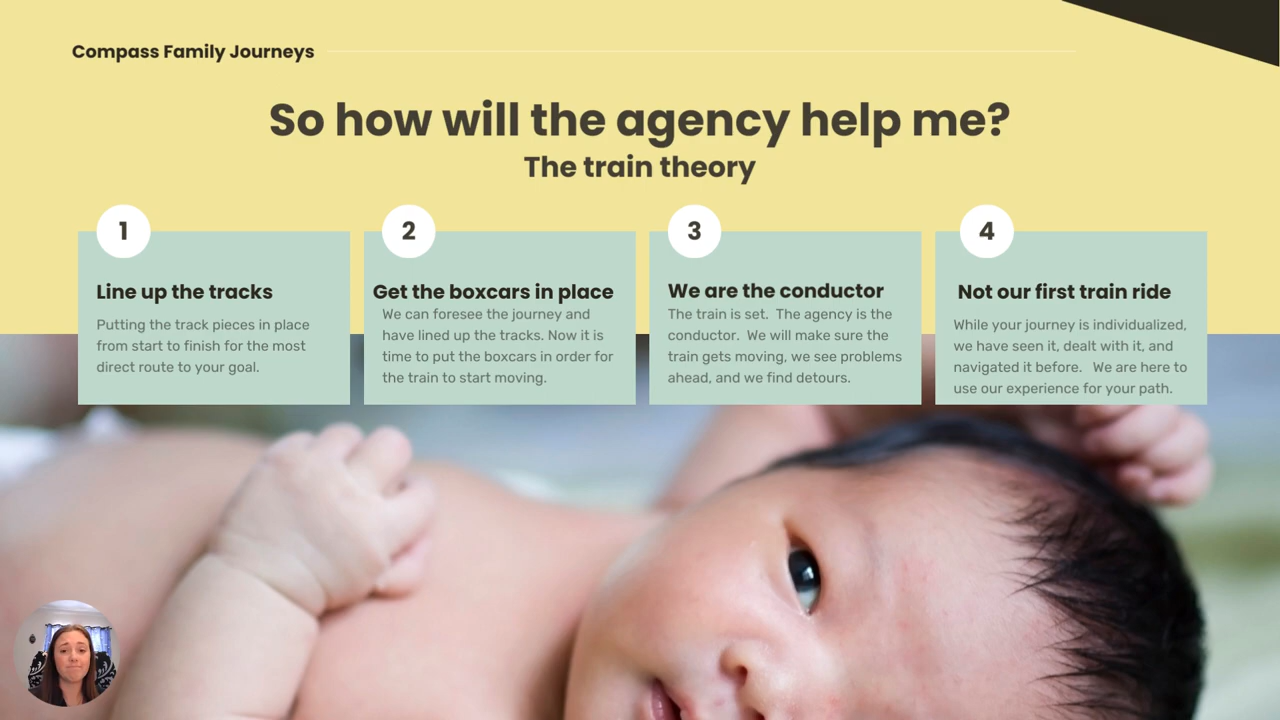 Compass Family Journeys
So how will the agency help me?
The train theory
1
Line up the tracks
Putting the track pieces in place
from start to finish for the most
direct route to your goal.
2
Get the boxcars in place
We can foresee the journey and
have lined up the tracks. Now it is
time to put the boxcars in order for
the train to start moving.
3
We are the conductor
The train is set.  The agency is the
conductor.  We will make sure the
train gets moving, we see problems
ahead, and we find detours.
4
Not our first train ride
While your journey is individualized,
we have seen it, dealt with it, and
navigated it before.   We are here to
use our experience for your path.